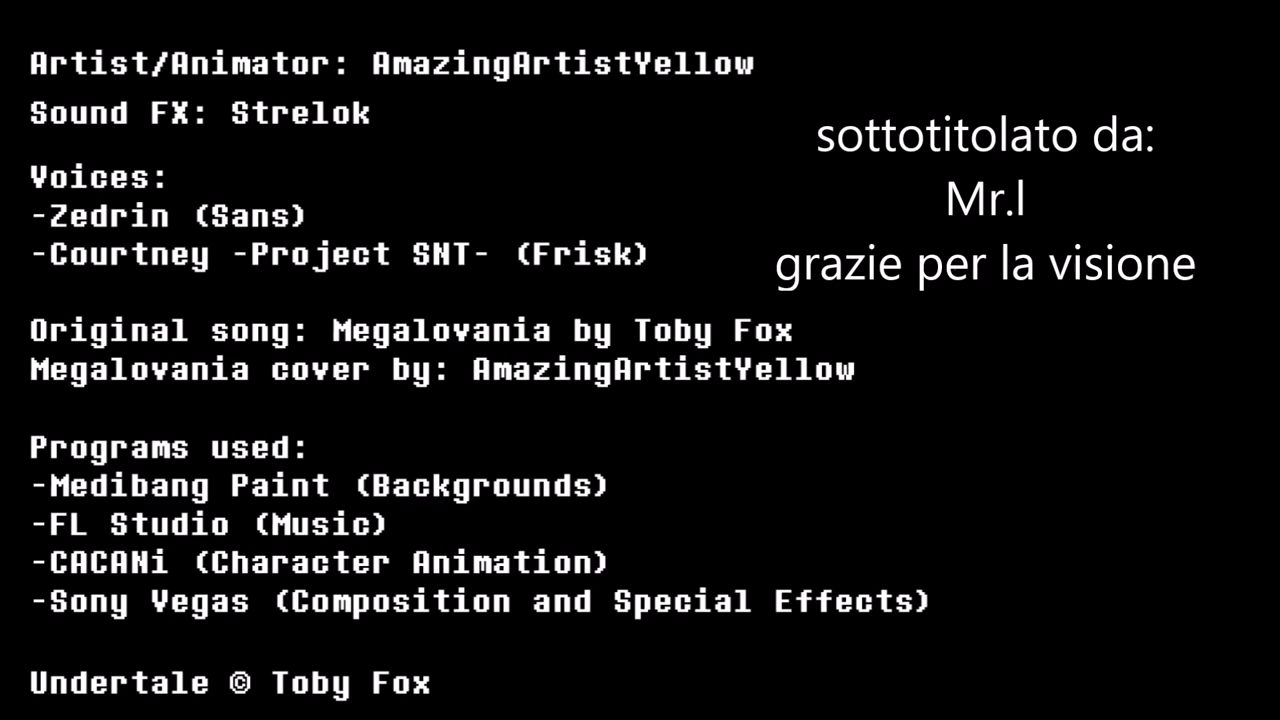 Artist/Animator: AmazingArtistYellow
Sound FX: Strelok
Voices:
-Zedrin (Sans)
-Courtney -Project SNT- (Frisk)
sottotitolato da:
Mr.l
grazie per la visione
Original song: Megalovania by Toby Fox
Megalovania cover by: AmazingArtistYellow
Programs used:
-Medibang Paint (Backgrounds)
-FL Studio (Music)
-CACANi (Character Animation)
-Sony Vegas (Composition and Special Effects)
Undertale © Toby Fox